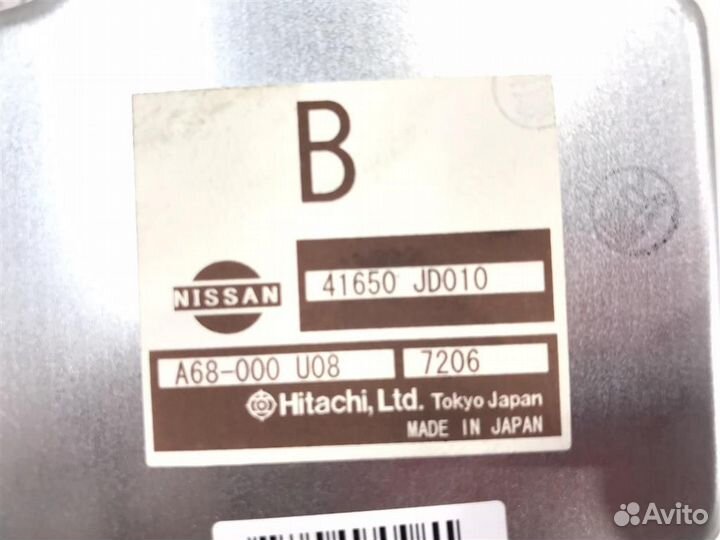 B
NISSAN
41650 JD010
A68-000 U08
7206
Hitachi, Ltd. Tokyo Japan
MADE IN JAPAN
Avito